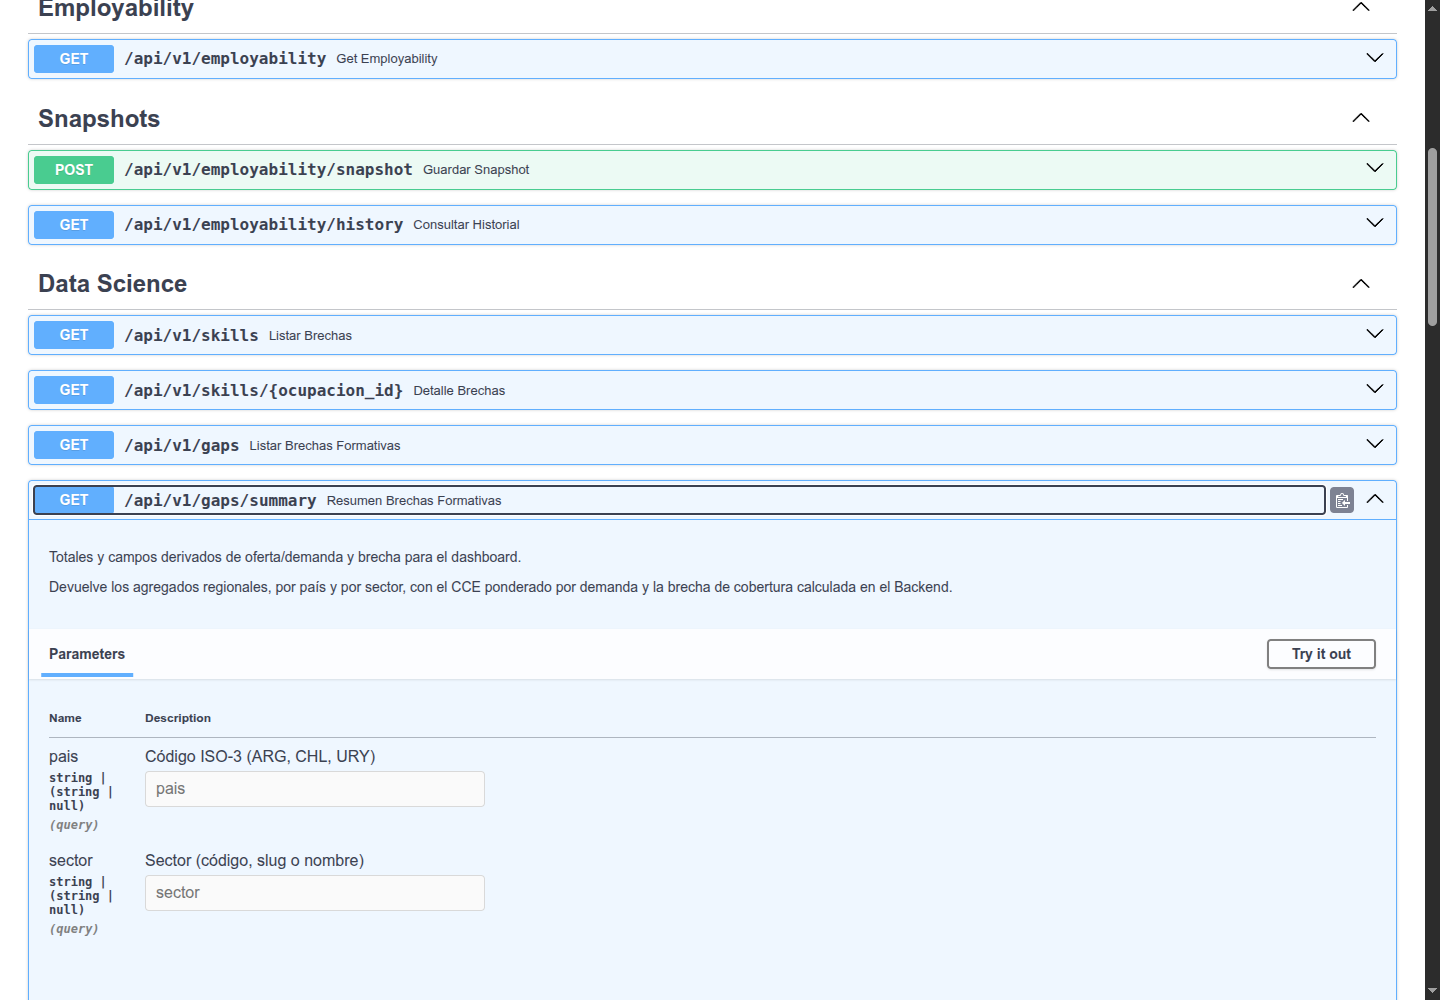 Employability
GET /api/v1/employability Get Employability
Snapshots
POST /api/v1/employability/snapshot Guardar Snapshot
GET /api/v1/employability/history Consultar Historial
Data Science
GET /api/v1/skills Listar Brechas
GET /api/v1/skills/{ocupacion_id} Detalle Brechas
GET /api/v1/gaps Listar Brechas Formativas
GET /api/v1/gaps/summary Resumen Brechas Formativas
Totales y campos derivados de oferta/demanda y brecha para el dashboard.
Devuelve los agregados regionales, por país y por sector, con el CCE ponderado por demanda y la brecha de cobertura calculada en el Backend.
Parameters
Try it out
Name Description
pais Código ISO-3 (ARG, CHL, URY)
string |
(string |
null)
(query)
pais
sector Sector (código, slug o nombre)
string |
(string |
null)
(query)
sector